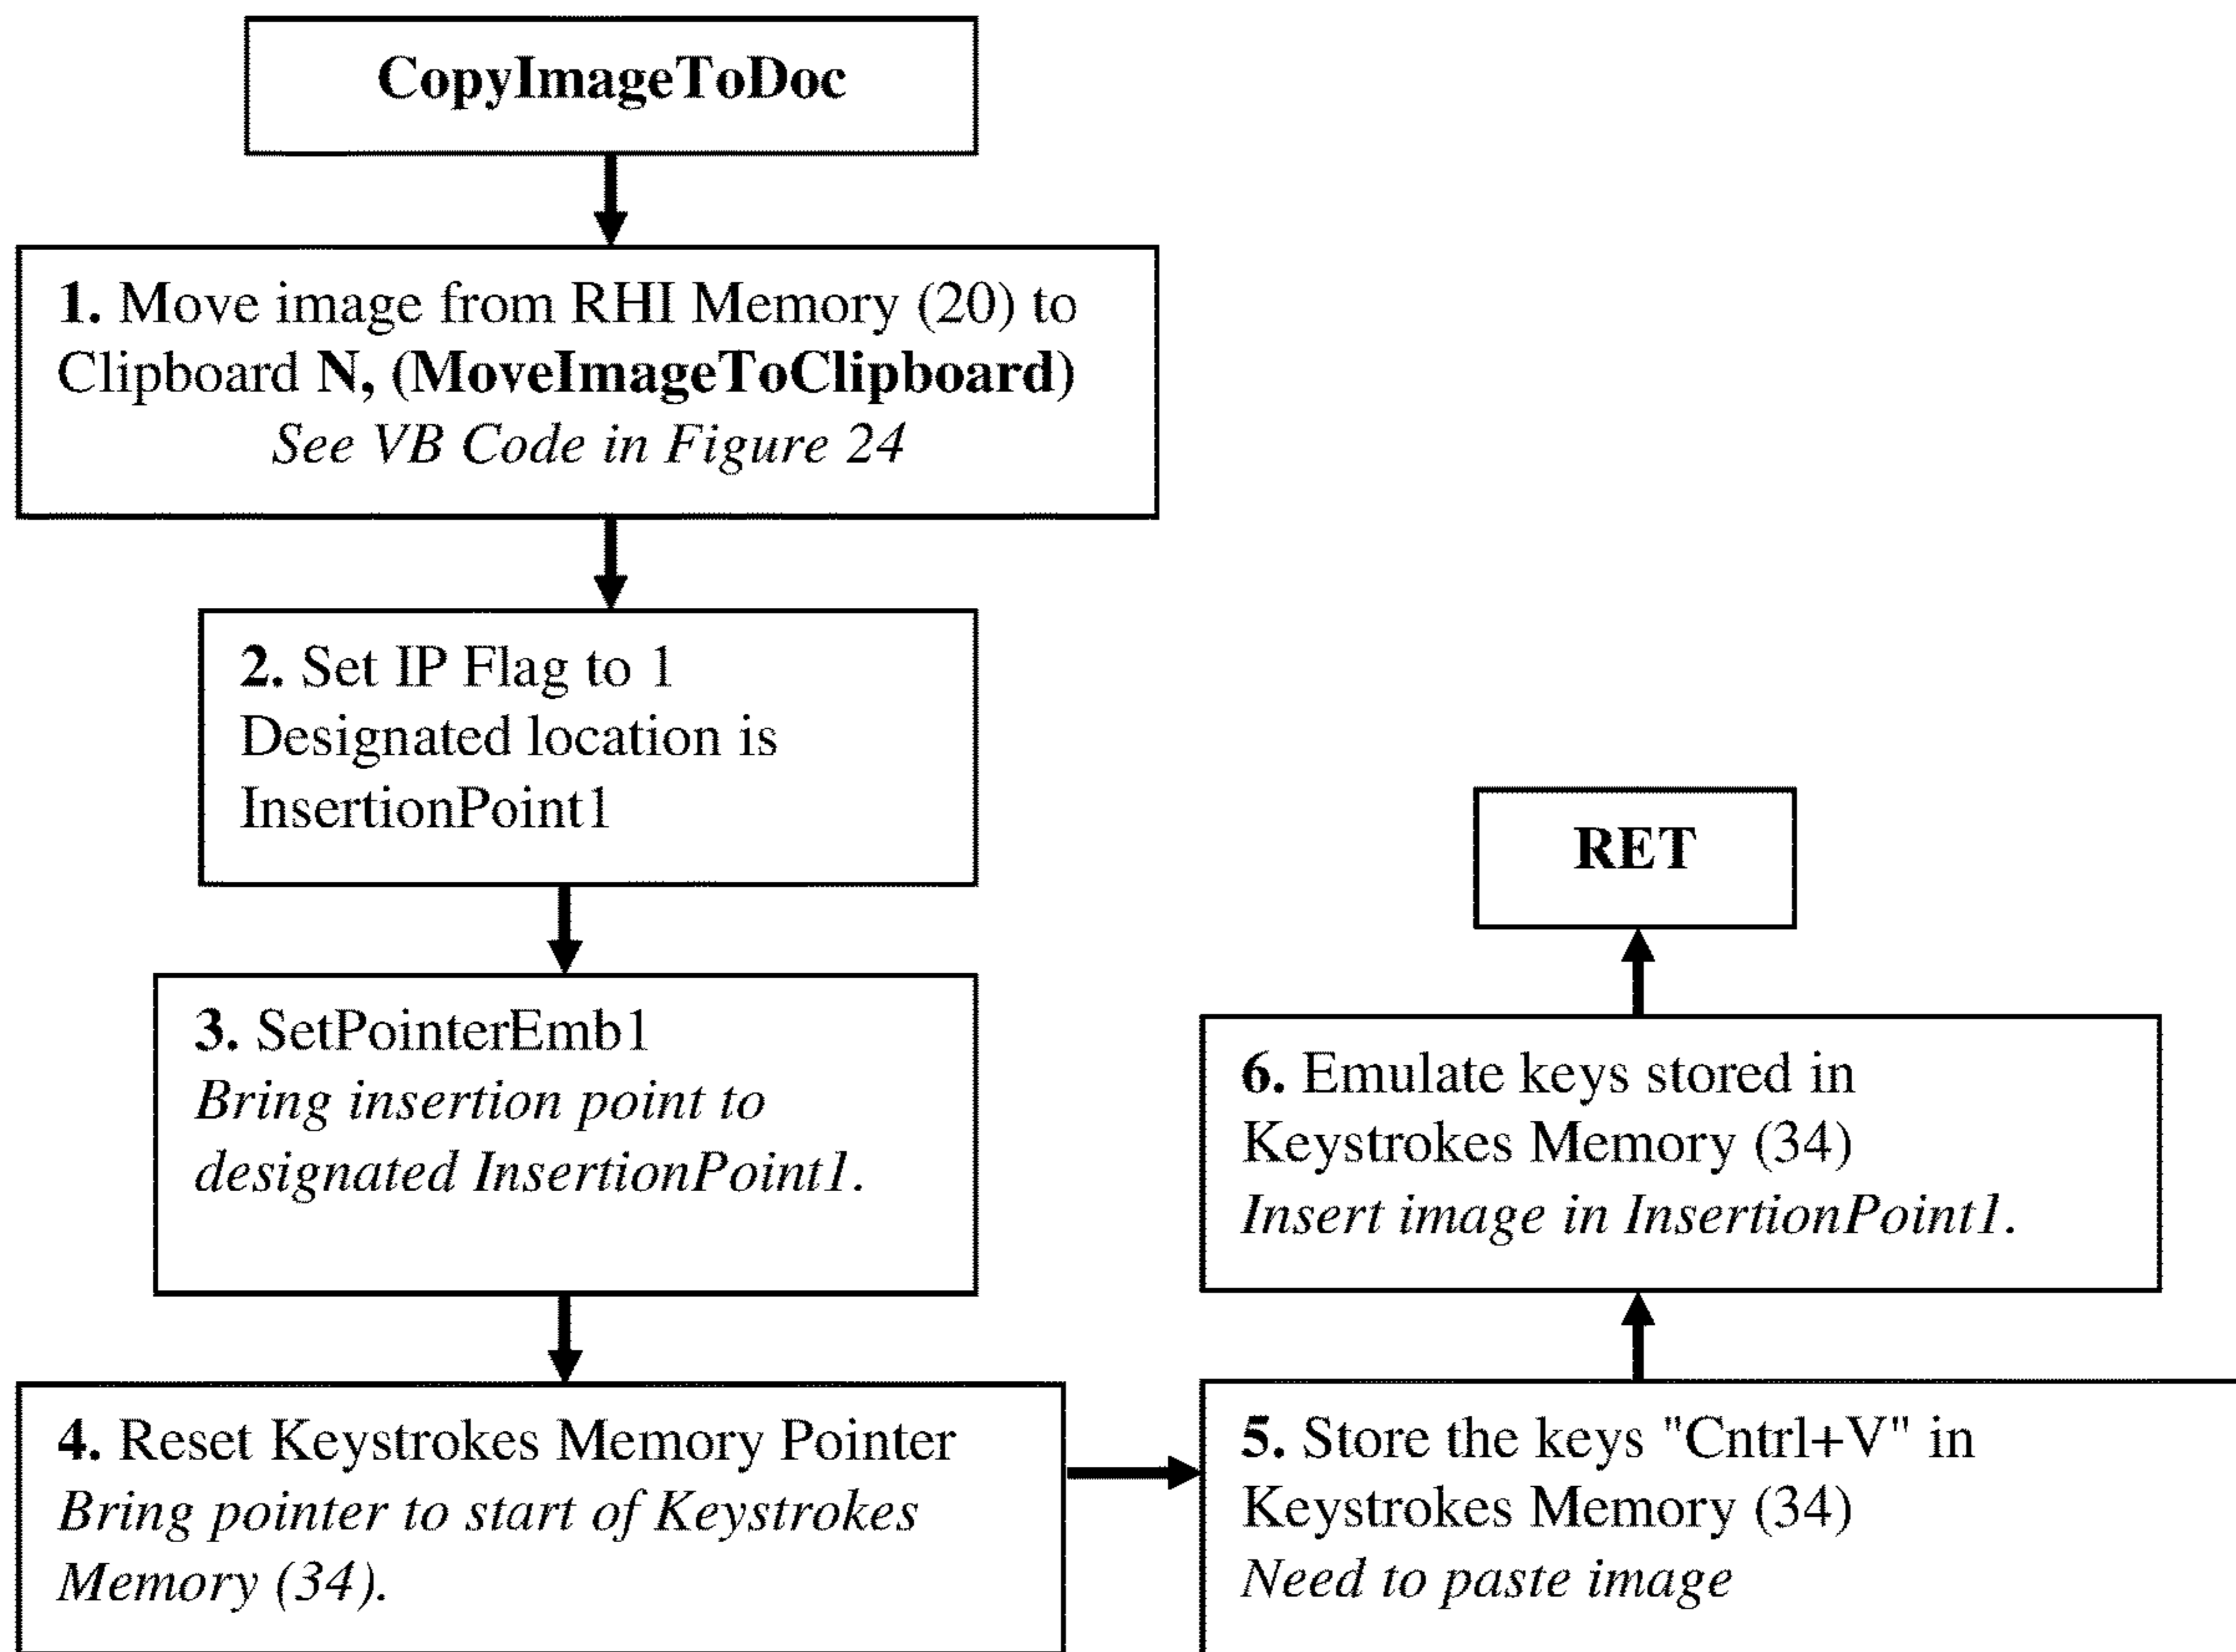 CopyImageToDoc
1. Move image from RHI Memory (20) to
Clipboard N, (MoveImageToClipboard)
See VB Code in Figure 24
2. Set IP Flag to 1
Designated location is
InsertionPoint1
3. SetPointerEmb1
Bring insertion point to
designated InsertionPoint1.
4. Reset Keystrokes Memory Pointer
Bring pointer to start of Keystrokes
Memory (34).
5. Store the keys "Cntrl+V" in
Keystrokes Memory (34)
Need to paste image
6. Emulate keys stored in
Keystrokes Memory (34)
Insert image in InsertionPoint1.
RET